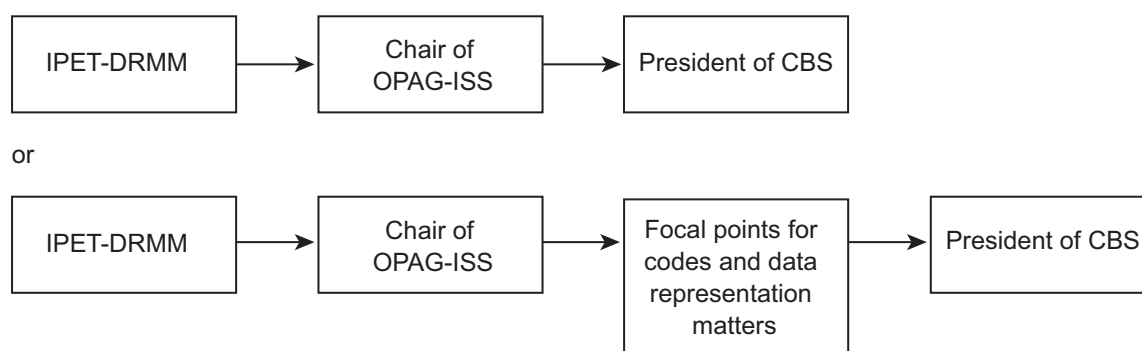 IPET-DRMM
Chair of
OPAG-ISS
President of CBS
or
IPET-DRMM
Chair of
OPAG-ISS
Focal points for
codes and data
representation
matters
President of CBS